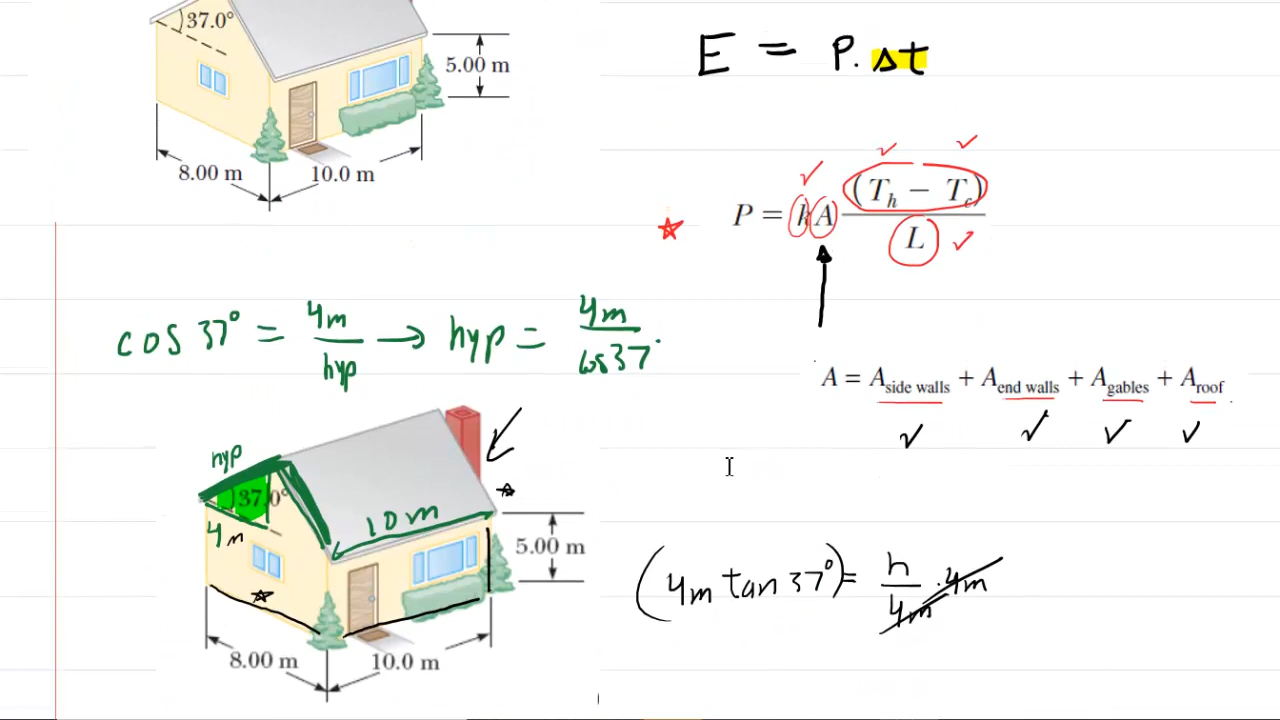 37.0°
5.00 m
8.00 m
10.0 m
E = P. Δt
P = kA (T_h − T_c) / L
cos 37° = 4m / hyp → hyp = 4m / cos37
A = A_side walls + A_end walls + A_gables + A_roof
hyp
37.0°
4m
10m
5.00 m
8.00 m
10.0 m
(4m tan 37°) = h / 4m · 4m